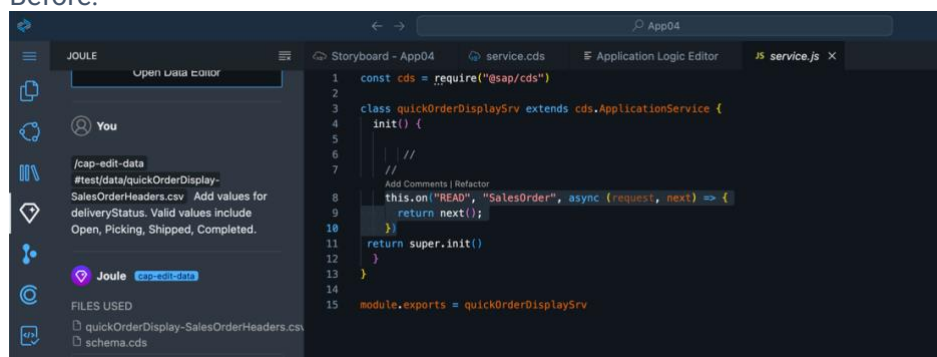 Before:
App04
JOULE
Storyboard - App04
service.cds
Application Logic Editor
JS service.js
Open Data Editor
You
/cap-edit-data
#test/data/quickOrderDisplay-
SalesOrderHeaders.csv Add values for
deliveryStatus. Valid values include
Open, Picking, Shipped, Completed.
Joule cap-edit-data
FILES USED
quickOrderDisplay-SalesOrderHeaders.csv
schema.cds
1 const cds = require("@sap/cds")
2
3 class quickOrderDisplaySrv extends cds.ApplicationService {
4 init() {
5
6 //
7 //
Add Comments | Refactor
8 this.on("READ", "SalesOrder", async (request, next) => {
9 return next();
10 })
11 return super.init()
12 }
13 }
14
15 module.exports = quickOrderDisplaySrv